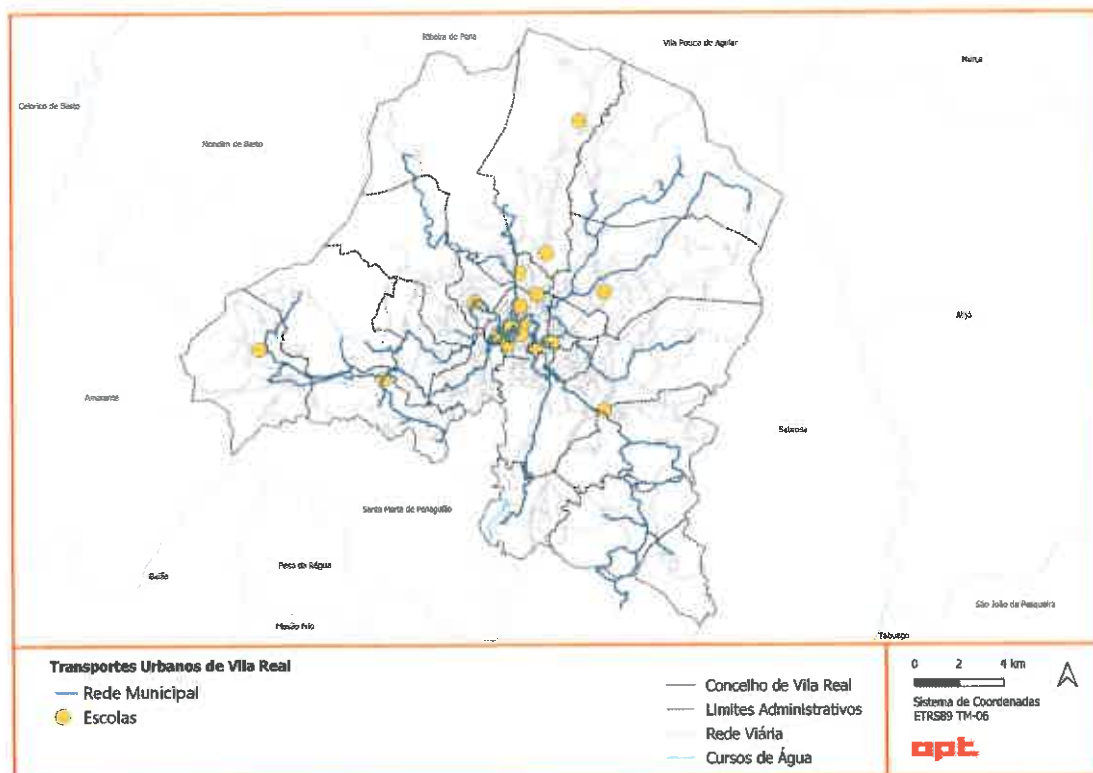 Ribeira de Pena
Vila Pouca de Aguiar
Murça
Celorico de Basto
Mondim de Basto
Alijó
Amarante
Sabrosa
Santa Marta de Penaguião
Baião
Peso da Régua
São João da Pesqueira
Mesão Frio
Tabuaço
Transportes Urbanos de Vila Real
Rede Municipal
Escolas
Concelho de Vila Real
Limites Administrativos
Rede Viária
Cursos de Água
0 2 4 km
Sistema de Coordenadas
ETRS89 TM-06
apt